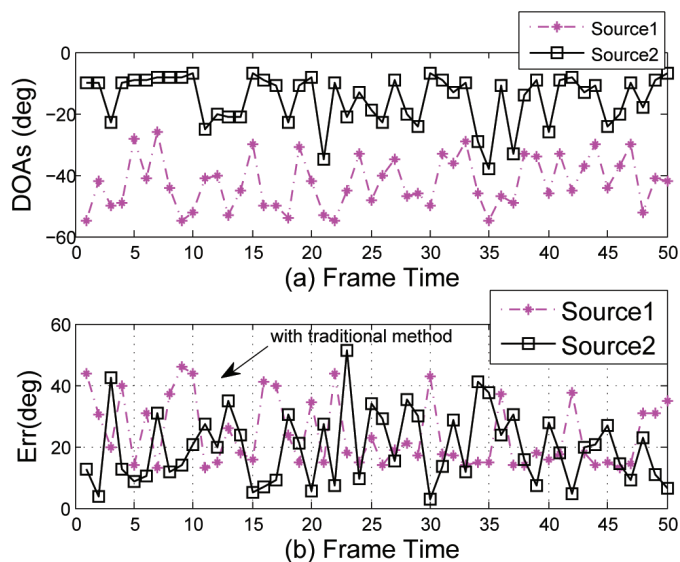 Source1
Source2
0
−20
−40
−60
DOAs (deg)
0 5 10 15 20 25 30 35 40 45 50
(a) Frame Time
Source1
Source2
with traditional method
60
40
20
0
Err(deg)
0 5 10 15 20 25 30 35 40 45 50
(b) Frame Time